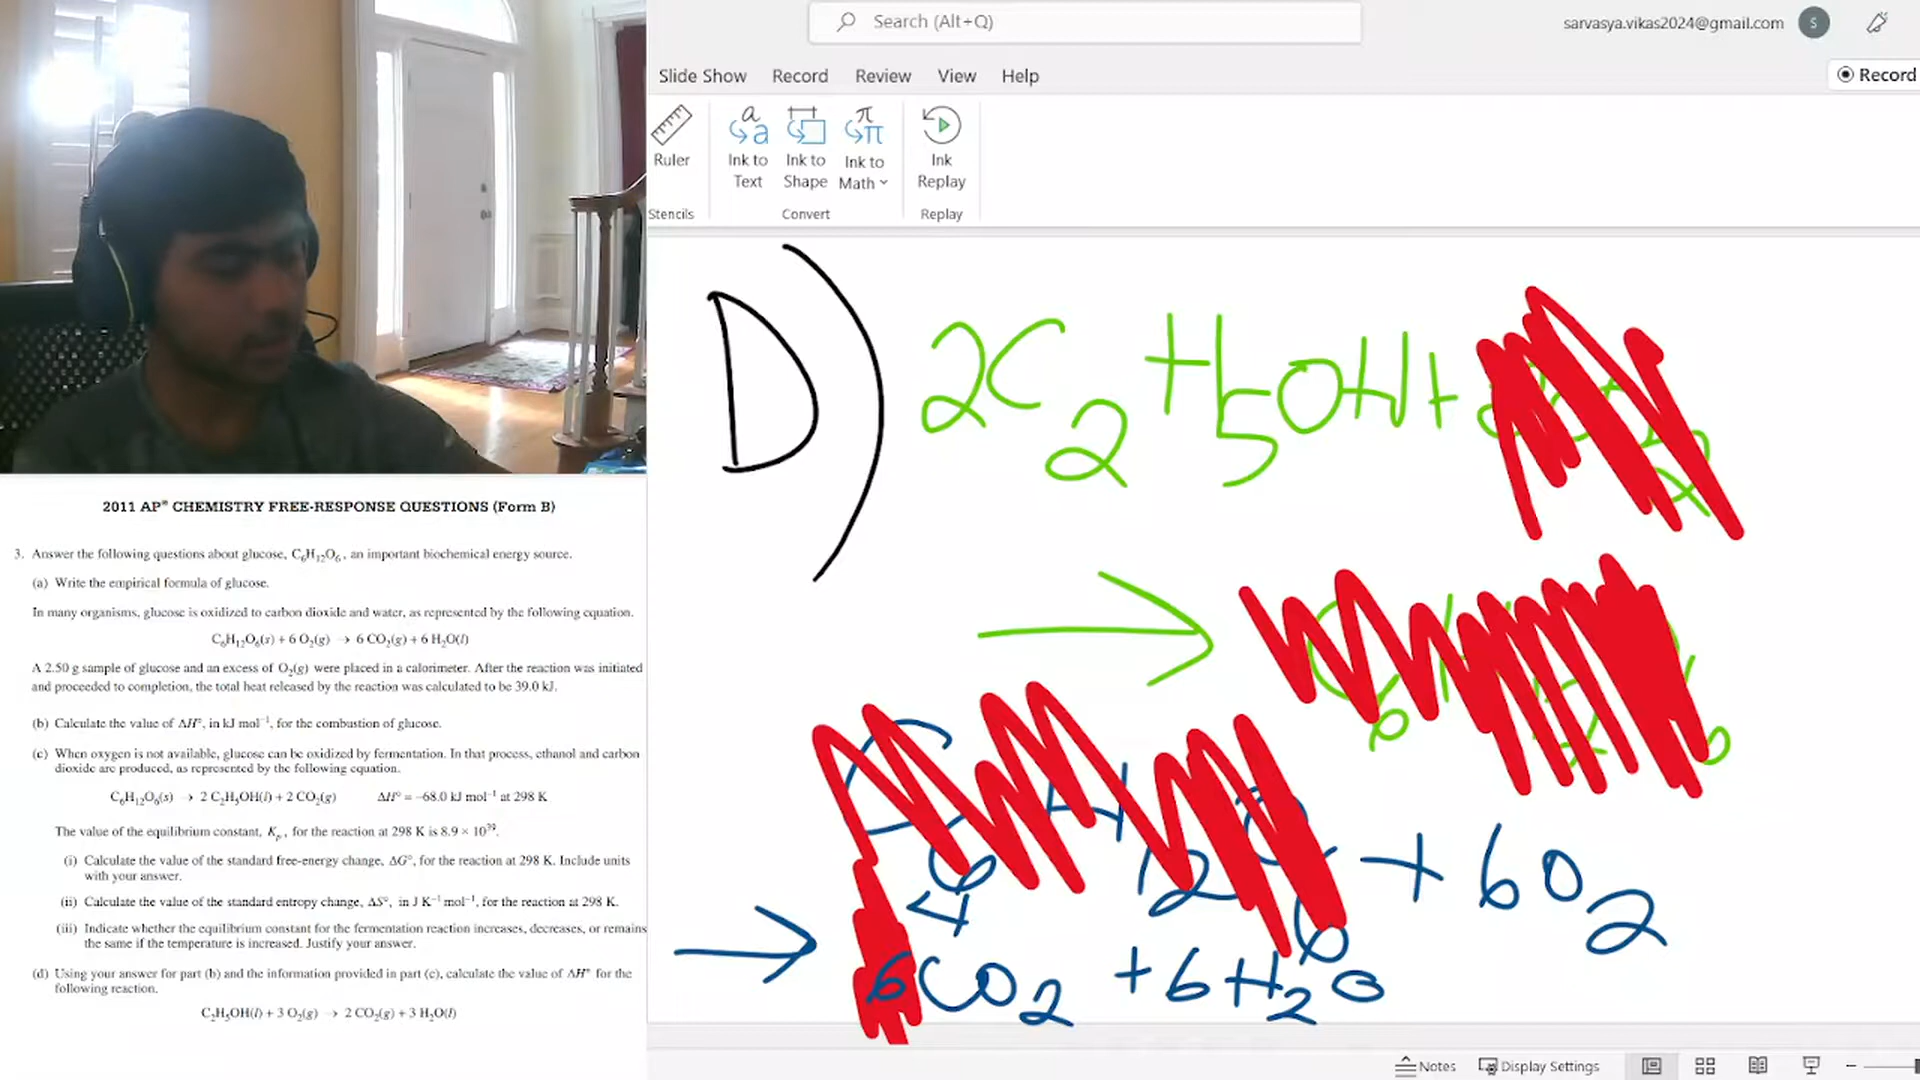 Search (Alt+Q)
sarvasya.vikas2024@gmail.com
S
Slide Show Record Review View Help
Record
Ruler
Ink to Text
Ink to Shape
Ink to Math
Ink Replay
Stencils
Convert
Replay
D) 2C2H5OH +
→
+ 6O2
→ 4 6CO2 + 6H2O
2011 AP® CHEMISTRY FREE-RESPONSE QUESTIONS (Form B)
3. Answer the following questions about glucose, C6H12O6, an important biochemical energy source.
(a) Write the empirical formula of glucose.
In many organisms, glucose is oxidized to carbon dioxide and water, as represented by the following equation.
C6H12O6(s) + 6 O2(g) → 6 CO2(g) + 6 H2O(l)
A 2.50 g sample of glucose and an excess of O2(g) were placed in a calorimeter. After the reaction was initiated
and proceeded to completion, the total heat released by the reaction was calculated to be 39.0 kJ.
(b) Calculate the value of ΔH°, in kJ mol⁻¹, for the combustion of glucose.
(c) When oxygen is not available, glucose can be oxidized by fermentation. In that process, ethanol and carbon
dioxide are produced, as represented by the following equation.
C6H12O6(s) → 2 C2H5OH(l) + 2 CO2(g) ΔH° = −68.0 kJ mol⁻¹ at 298 K
The value of the equilibrium constant, Kp, for the reaction at 298 K is 8.9 × 10³⁹.
(i) Calculate the value of the standard free-energy change, ΔG°, for the reaction at 298 K. Include units
with your answer.
(ii) Calculate the value of the standard entropy change, ΔS°, in J K⁻¹ mol⁻¹, for the reaction at 298 K.
(iii) Indicate whether the equilibrium constant for the fermentation reaction increases, decreases, or remains
the same if the temperature is increased. Justify your answer.
(d) Using your answer for part (b) and the information provided in part (c), calculate the value of ΔH° for the
following reaction.
C2H5OH(l) + 3 O2(g) → 2 CO2(g) + 3 H2O(l)
Notes Display Settings